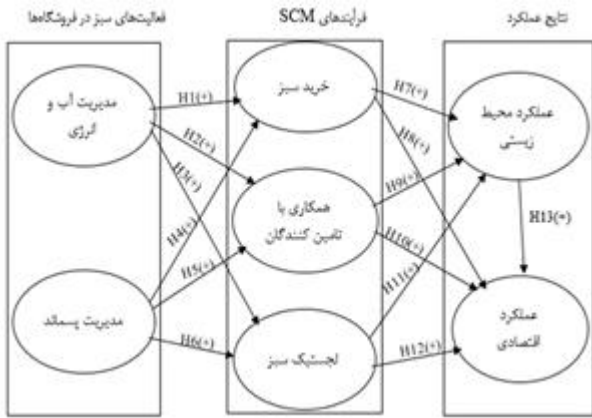 فعالیت‌های سبز در فروشگاه‌ها
فرآیندهای SCM
نتایج عملکرد
مدیریت آب و
انرژی
مدیریت پسماند
خرید سبز
همکاری با
تامین کنندگان
لجستیک سبز
عملکرد محیط
زیستی
عملکرد
اقتصادی
H1(+)
H2(+)
H3(+)
H4(+)
H5(+)
H6(+)
H7(+)
H8(+)
H9(+)
H10(+)
H11(+)
H12(+)
H13(+)